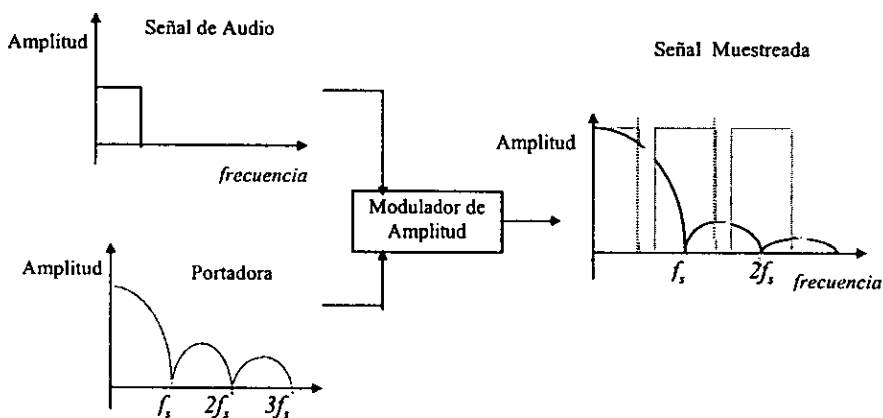 Señal de Audio
Amplitud
frecuencia
Modulador de
Amplitud
Amplitud
Portadora
fs 2fs 3fs
Señal Muestreada
Amplitud
fs 2fs
frecuencia